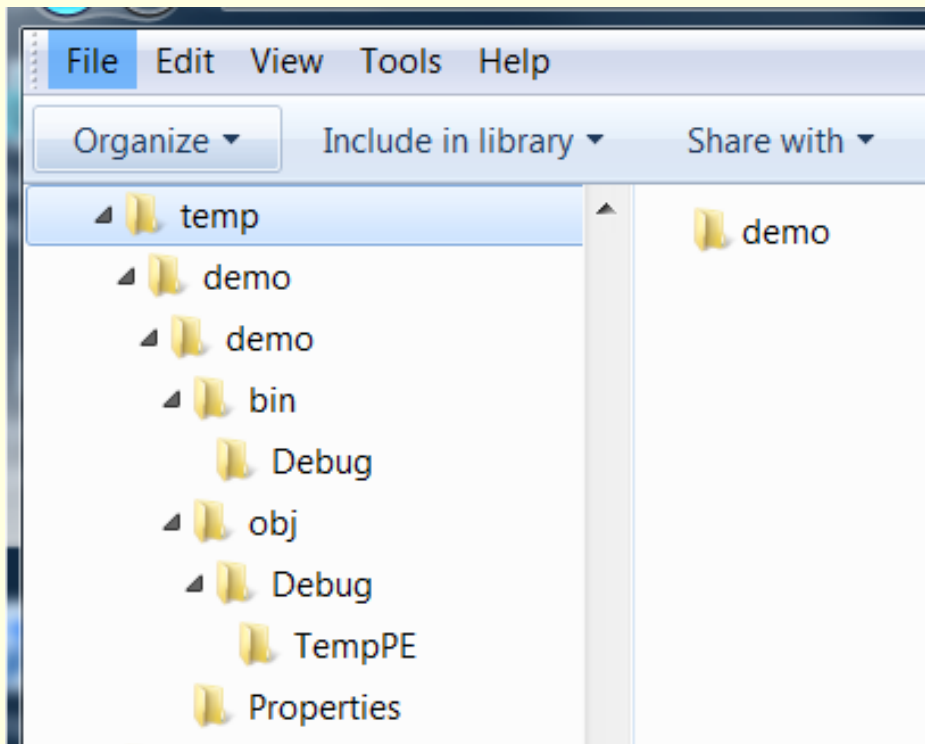 File Edit View Tools Help
Organize Include in library Share with
temp
demo
demo
bin
Debug
obj
Debug
TempPE
Properties
demo